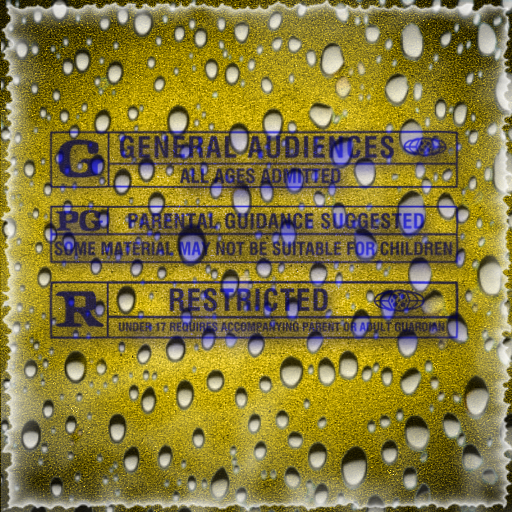 G
GENERAL AUDIENCES
ALL AGES ADMITTED
PG
PARENTAL GUIDANCE SUGGESTED
SOME MATERIAL MAY NOT BE SUITABLE FOR CHILDREN
R
RESTRICTED
UNDER 17 REQUIRES ACCOMPANYING PARENT OR ADULT GUARDIAN